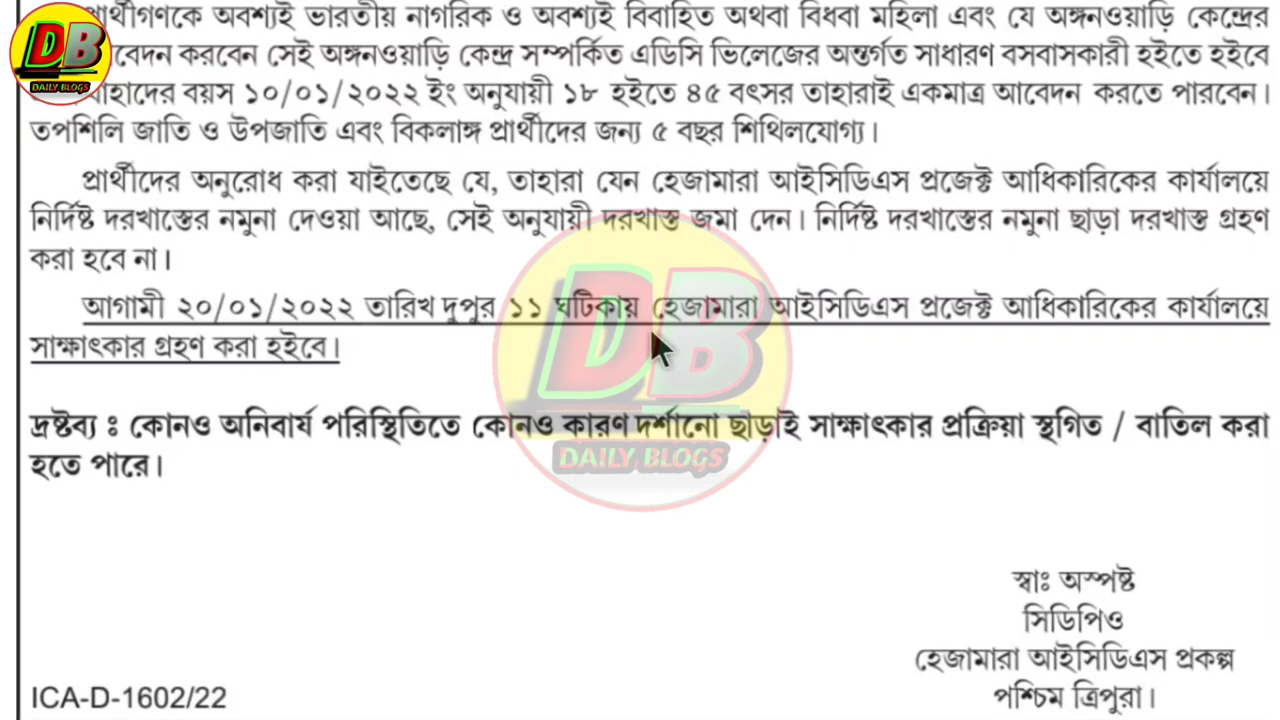 DB
DAILY BLOGS
প্রার্থীগণকে অবশ্যই ভারতীয় নাগরিক ও অবশ্যই বিবাহিত অথবা বিধবা মহিলা এবং যে অঙ্গনওয়াড়ি কেন্দ্রের
বেদন করবেন সেই অঙ্গনওয়াড়ি কেন্দ্র সম্পর্কিত এডিসি ভিলেজের অন্তর্গত সাধারণ বসবাসকারী হইতে হইবে
যাহাদের বয়স ১০/০১/২০২২ ইং অনুযায়ী ১৮ হইতে ৪৫ বৎসর তাহারাই একমাত্র আবেদন করতে পারবেন।
তপশিলি জাতি ও উপজাতি এবং বিকলাঙ্গ প্রার্থীদের জন্য ৫ বছর শিথিলযোগ্য।
প্রার্থীদের অনুরোধ করা যাইতেছে যে, তাহারা যেন হেজামারা আইসিডিএস প্রজেক্ট আধিকারিকের কার্যালয়ে
নির্দিষ্ট দরখাস্তের নমুনা দেওয়া আছে, সেই অনুযায়ী দরখাস্ত জমা দেন। নির্দিষ্ট দরখাস্তের নমুনা ছাড়া দরখাস্ত গ্রহণ
করা হবে না।
আগামী ২০/০১/২০২২ তারিখ দুপুর ১১ ঘটিকায় হেজামারা আইসিডিএস প্রজেক্ট আধিকারিকের কার্যালয়ে
সাক্ষাৎকার গ্রহণ করা হইবে।
দ্রষ্টব্য ঃ কোনও অনিবার্য পরিস্থিতিতে কোনও কারণ দর্শানো ছাড়াই সাক্ষাৎকার প্রক্রিয়া স্থগিত / বাতিল করা
হতে পারে।
DB
DAILY BLOGS
স্বাঃ অস্পষ্ট
সিডিপিও
হেজামারা আইসিডিএস প্রকল্প
পশ্চিম ত্রিপুরা।
ICA-D-1602/22